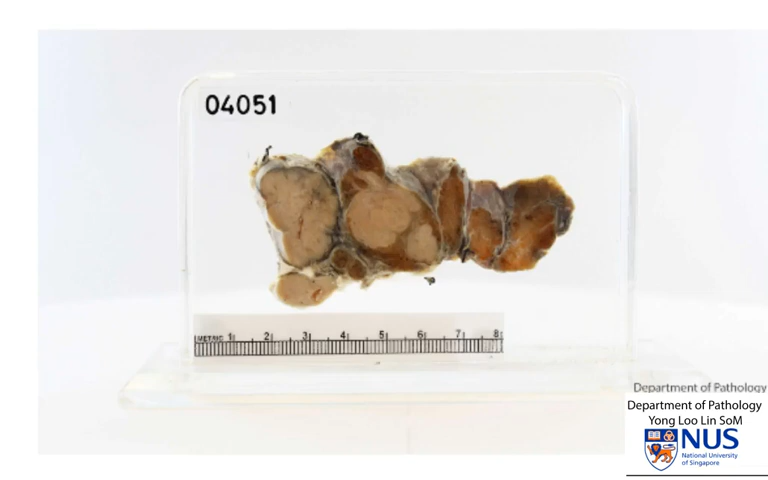 04051
METRIC 1 2 3 4 5 6 7 8
Department of Pathology
Department of Pathology
Yong Loo Lin SoM
NUS
National University
of Singapore